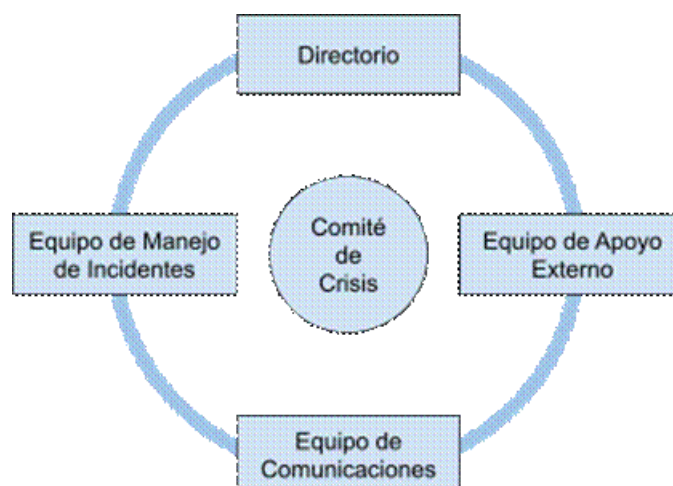 Directorio
Equipo de Manejo
de Incidentes
Comité
de
Crisis
Equipo de Apoyo
Externo
Equipo de
Comunicaciones